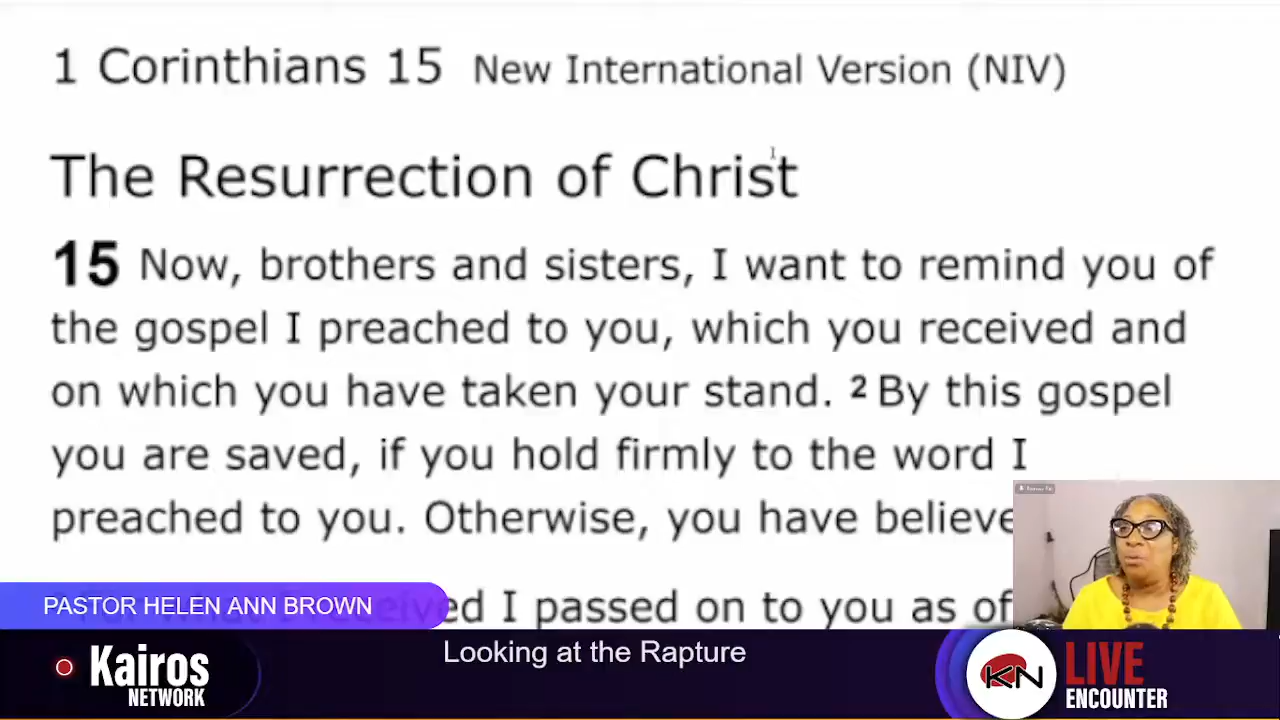 1 Corinthians 15 New International Version (NIV)
The Resurrection of Christ
15 Now, brothers and sisters, I want to remind you of
the gospel I preached to you, which you received and
on which you have taken your stand. 2 By this gospel
you are saved, if you hold firmly to the word I
preached to you. Otherwise, you have believe
received I passed on to you as of
PASTOR HELEN ANN BROWN
Looking at the Rapture
Kairos
NETWORK
KN
LIVE
ENCOUNTER